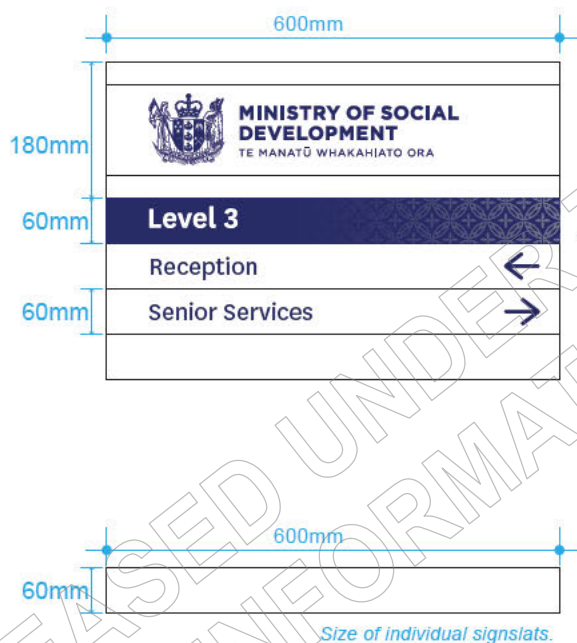 600mm
180mm
MINISTRY OF SOCIAL
DEVELOPMENT
TE MANATŪ WHAKAHIATO ORA
60mm
Level 3
Reception
60mm
Senior Services
600mm
60mm
Size of individual signslats.